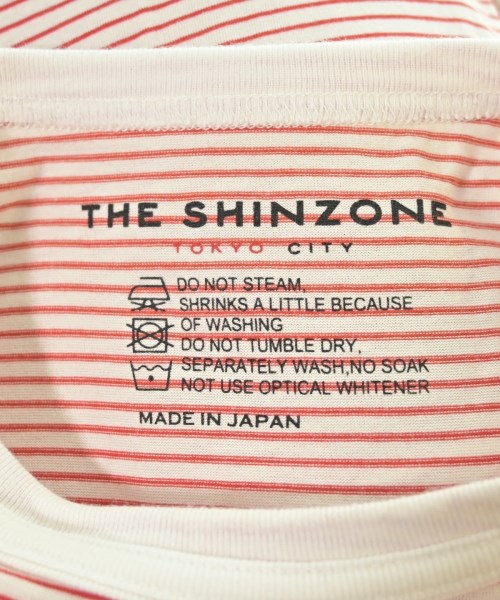 THE SHINZONE
TOKYO CITY
DO NOT STEAM,
SHRINKS A LITTLE BECAUSE
OF WASHING
DO NOT TUMBLE DRY,
SEPARATELY WASH,NO SOAK
NOT USE OPTICAL WHITENER
MADE IN JAPAN